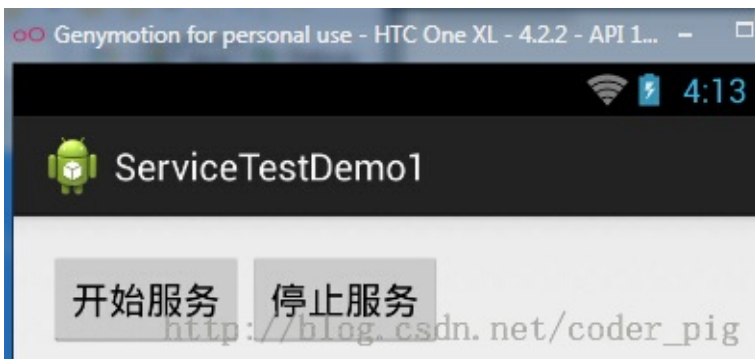 Genymotion for personal use - HTC One XL - 4.2.2 - API 1...
4:13
ServiceTestDemo1
开始服务 停止服务
http://blog.csdn.net/coder_pig